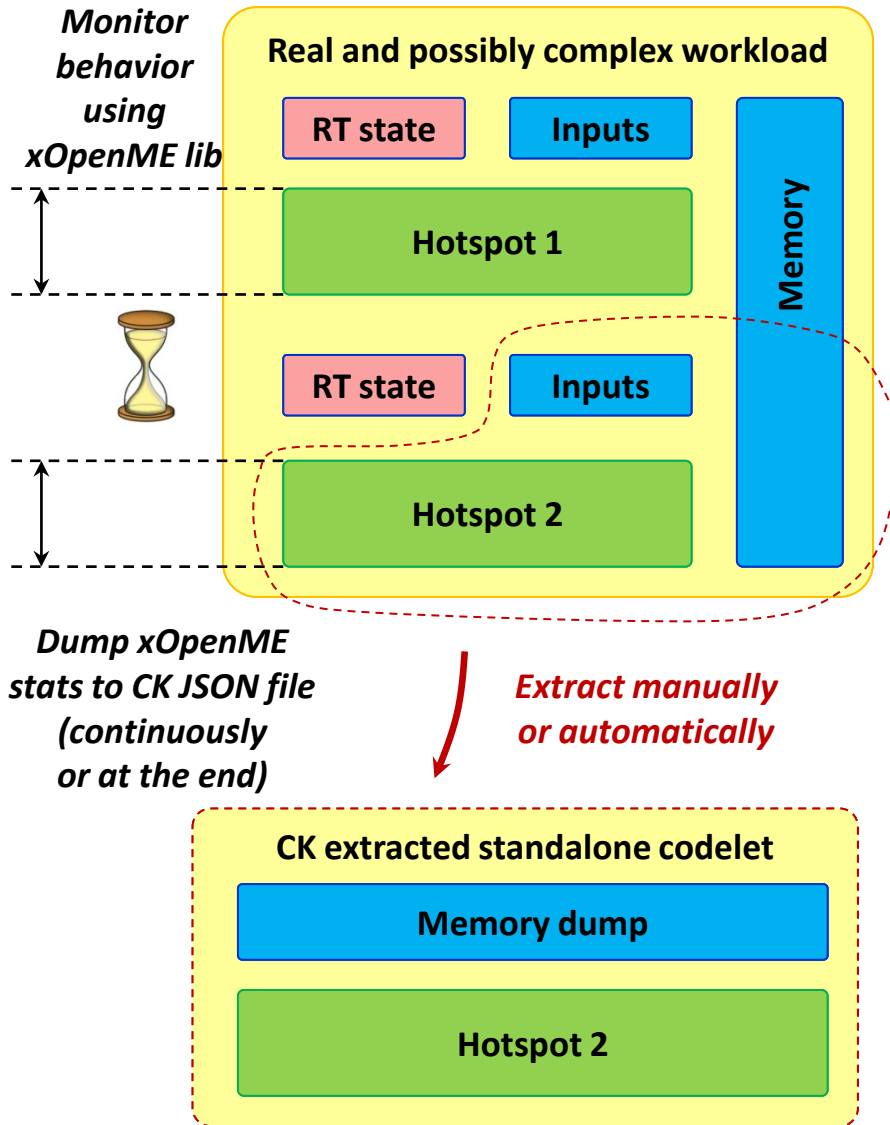 Monitor
behavior
using
xOpenME lib
Real and possibly complex workload
RT state
Inputs
Memory
Hotspot 1
RT state
Inputs
Hotspot 2
Dump xOpenME
stats to CK JSON file
(continuously
or at the end)
Extract manually
or automatically
CK extracted standalone codelet
Memory dump
Hotspot 2